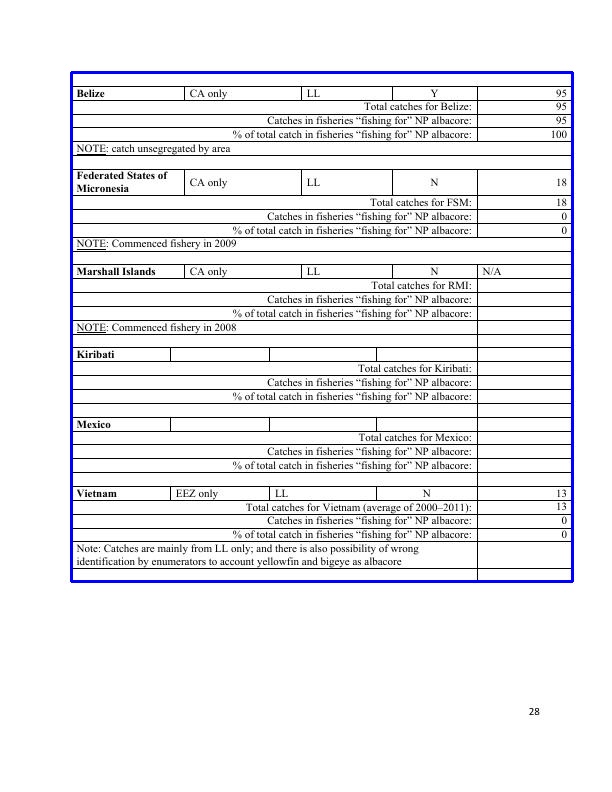 Belize CA only LL Y 95
Total catches for Belize: 95
Catches in fisheries “fishing for” NP albacore: 95
% of total catch in fisheries “fishing for” NP albacore: 100
NOTE: catch unsegregated by area
Federated States of
Micronesia CA only LL N 18
Total catches for FSM: 18
Catches in fisheries “fishing for” NP albacore: 0
% of total catch in fisheries “fishing for” NP albacore: 0
NOTE: Commenced fishery in 2009
Marshall Islands CA only LL N N/A
Total catches for RMI:
Catches in fisheries “fishing for” NP albacore:
% of total catch in fisheries “fishing for” NP albacore:
NOTE: Commenced fishery in 2008
Kiribati
Total catches for Kiribati:
Catches in fisheries “fishing for” NP albacore:
% of total catch in fisheries “fishing for” NP albacore:
Mexico
Total catches for Mexico:
Catches in fisheries “fishing for” NP albacore:
% of total catch in fisheries “fishing for” NP albacore:
Vietnam EEZ only LL N 13
Total catches for Vietnam (average of 2000–2011): 13
Catches in fisheries “fishing for” NP albacore: 0
% of total catch in fisheries “fishing for” NP albacore: 0
Note: Catches are mainly from LL only; and there is also possibility of wrong
identification by enumerators to account yellowfin and bigeye as albacore
28